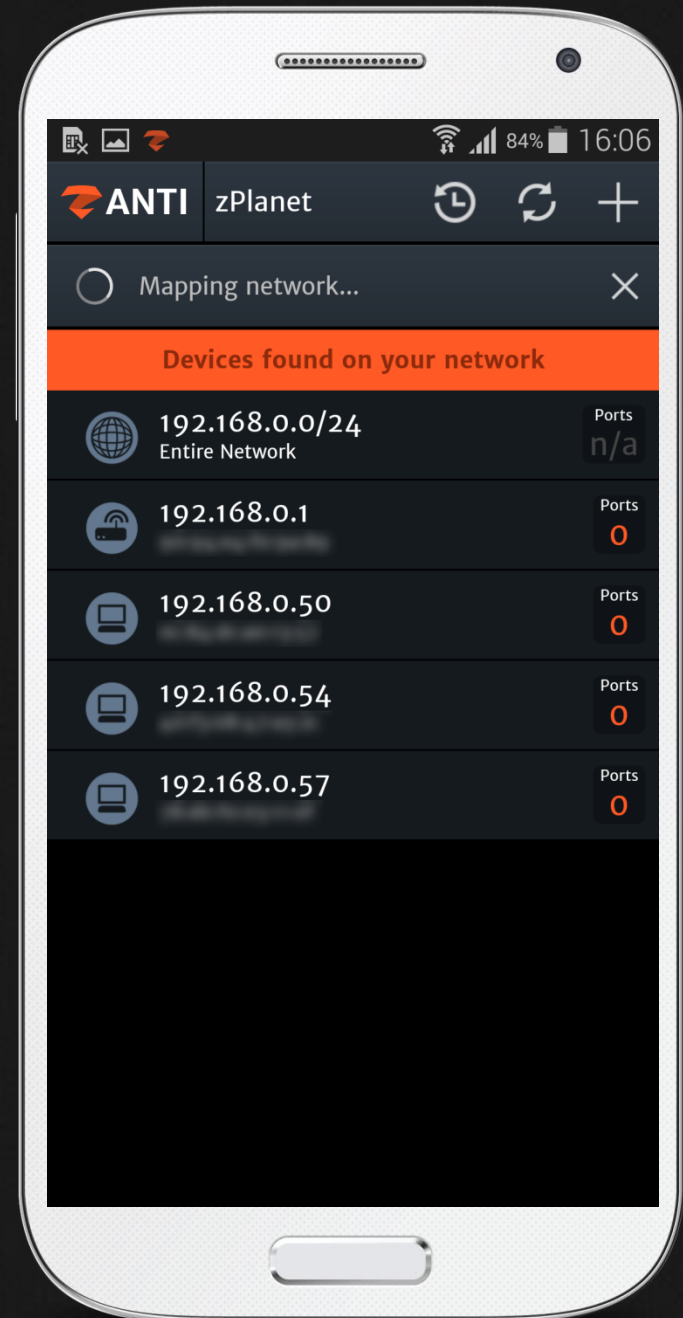 84% 16:06
ZANTI zPlanet
Mapping network...
Devices found on your network
192.168.0.0/24
Entire Network
Ports
n/a
192.168.0.1
Ports
0
192.168.0.50
Ports
0
192.168.0.54
Ports
0
192.168.0.57
Ports
0